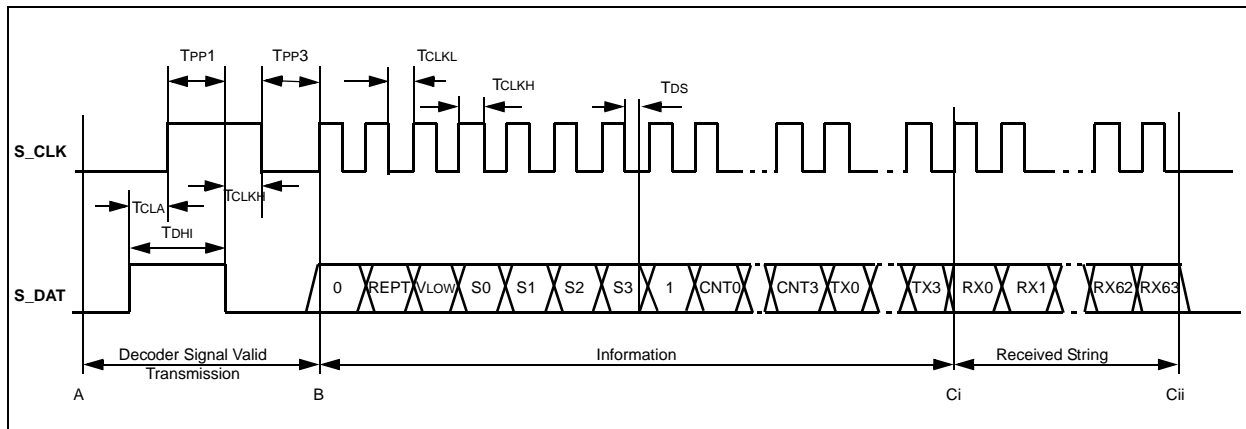 TPP1 TPP3 TCLKL
TCLKH TDS
S_CLK
TCLKH
TCLA
TDHI
S_DAT 0 REPT VLOW S0 S1 S2 S3 1 CNT0 CNT3 TX0 TX3 RX0 RX1 RX62 RX63
Decoder Signal Valid Information Received String
Transmission
A B Ci Cii